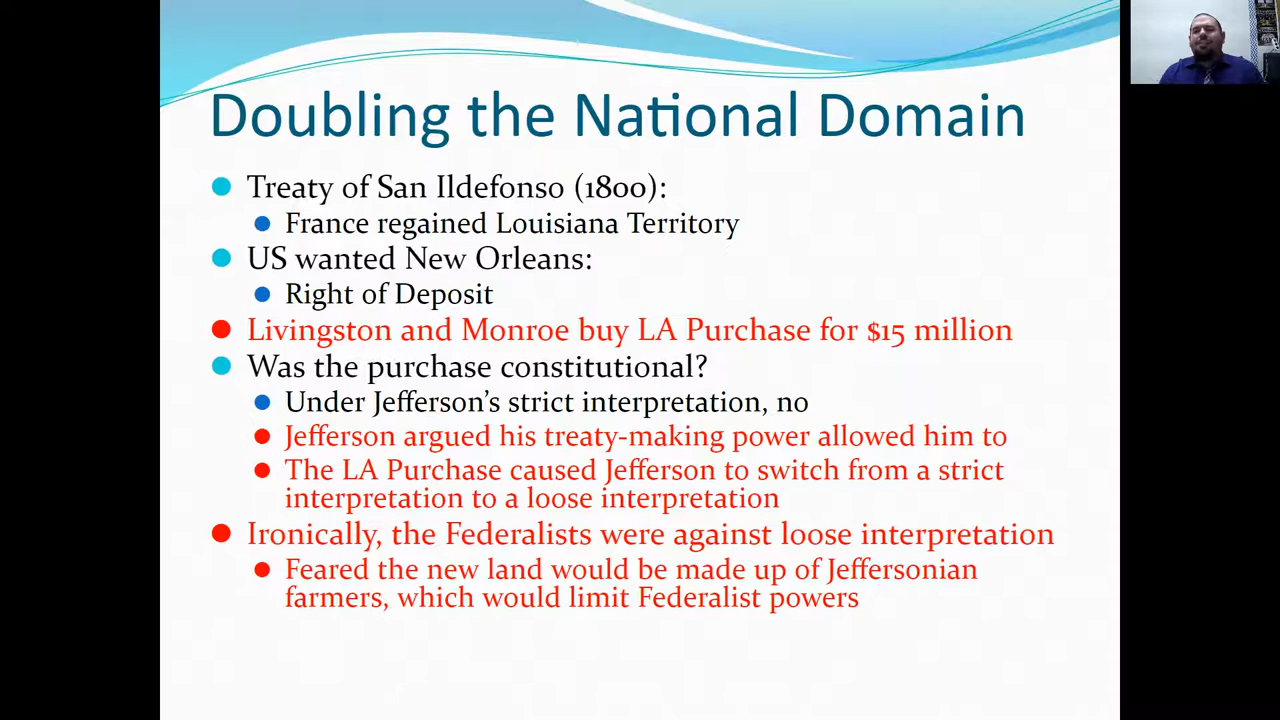 Doubling the National Domain
Treaty of San Ildefonso (1800):
France regained Louisiana Territory
US wanted New Orleans:
Right of Deposit
Livingston and Monroe buy LA Purchase for $15 million
Was the purchase constitutional?
Under Jefferson’s strict interpretation, no
Jefferson argued his treaty-making power allowed him to
The LA Purchase caused Jefferson to switch from a strict
interpretation to a loose interpretation
Ironically, the Federalists were against loose interpretation
Feared the new land would be made up of Jeffersonian
farmers, which would limit Federalist powers